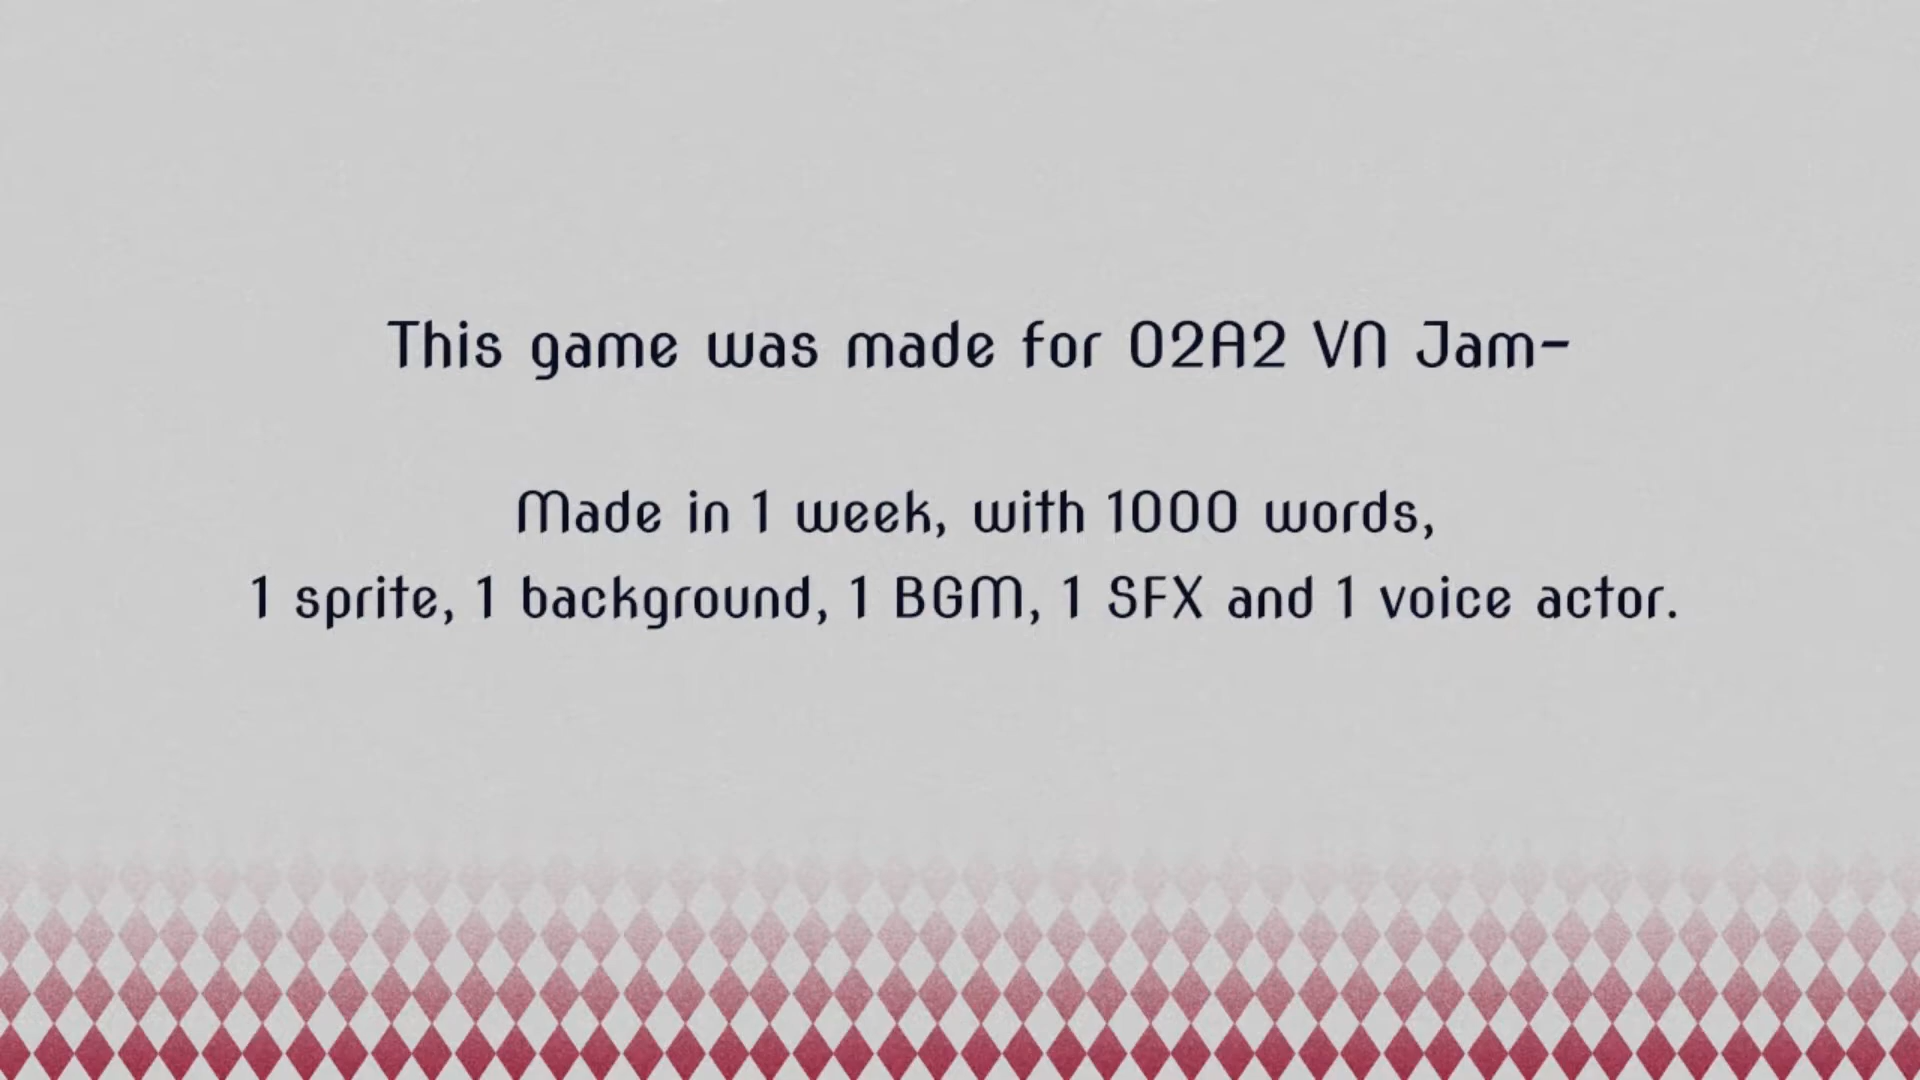 This game was made for O2A2 VN Jam-
Made in 1 week, with 1000 words,
1 sprite, 1 background, 1 BGM, 1 SFX and 1 voice actor.